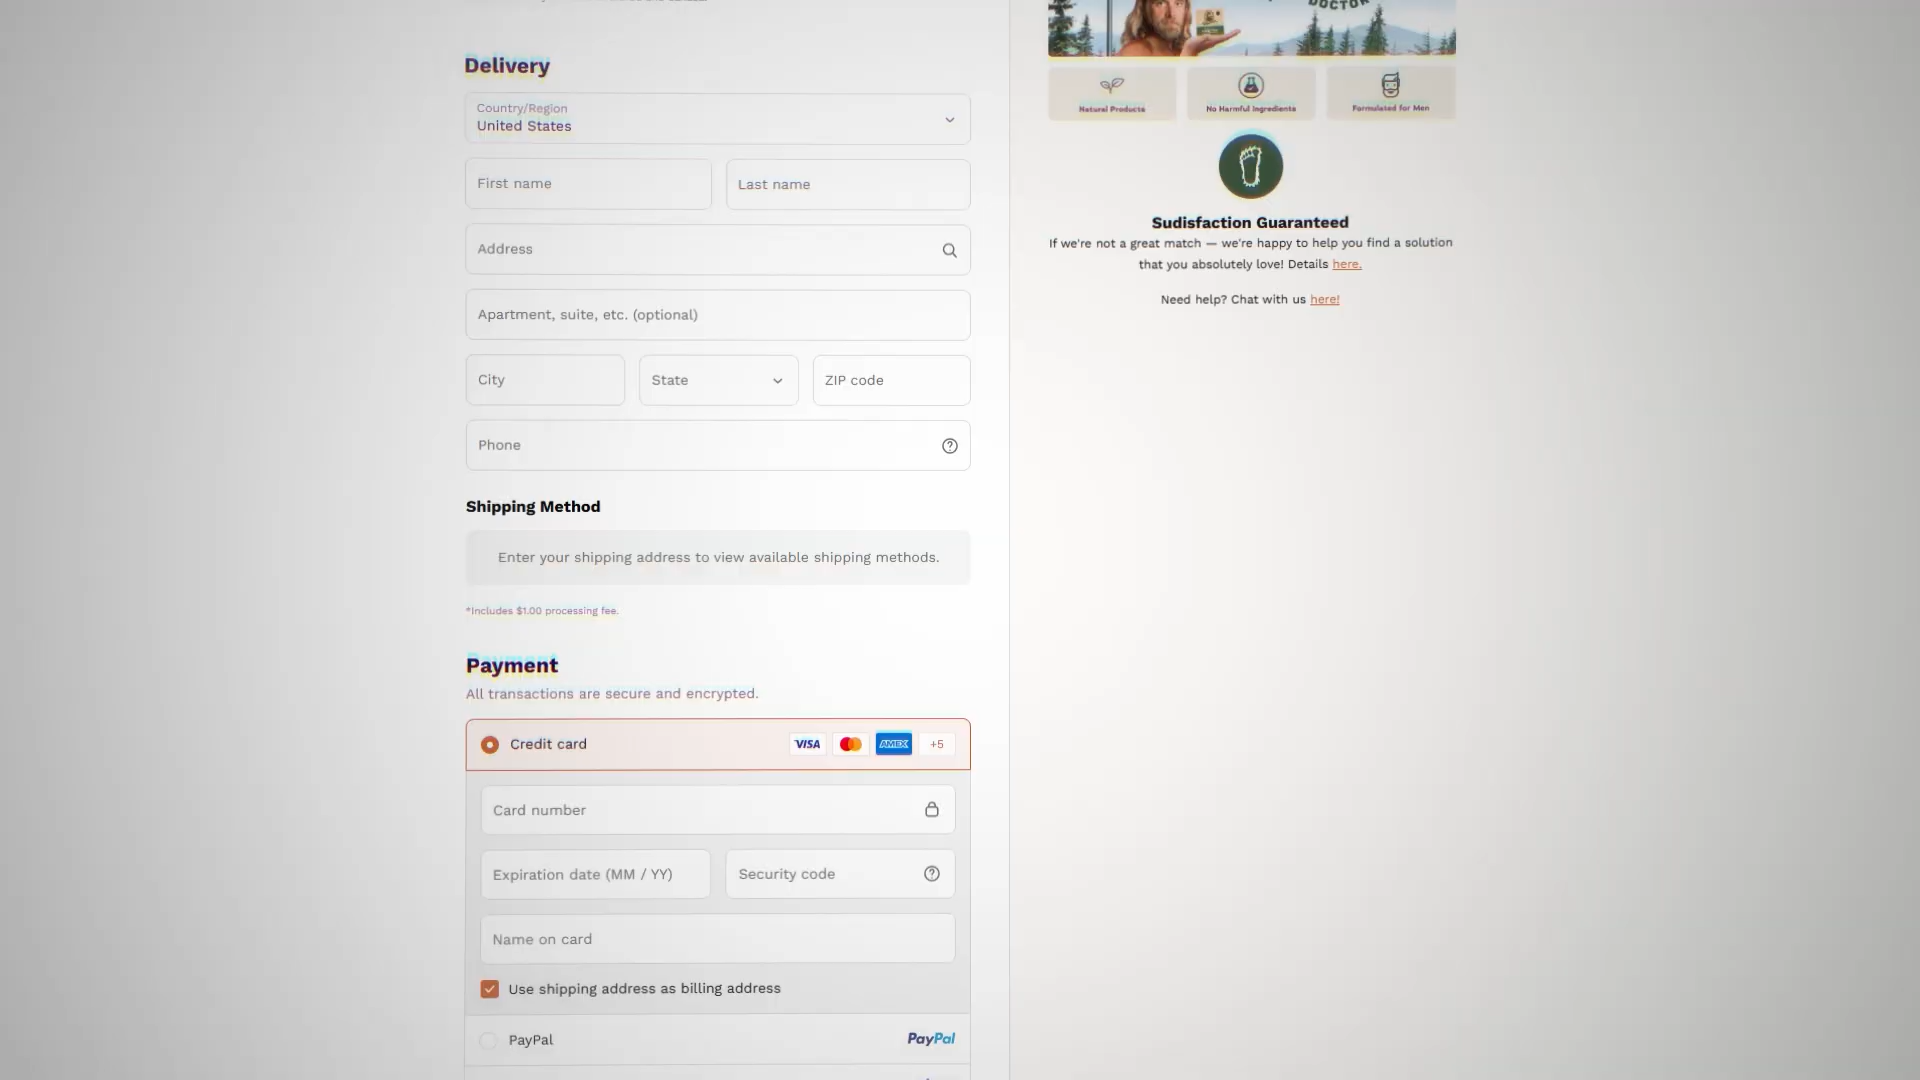 Delivery
Country/Region
United States
First name
Last name
Address
Apartment, suite, etc. (optional)
City
State
ZIP code
Phone
Shipping Method
Enter your shipping address to view available shipping methods.
*Includes $1.00 processing fee.
Payment
All transactions are secure and encrypted.
Credit card
VISA
AMEX
+5
Card number
Expiration date (MM / YY)
Security code
Name on card
Use shipping address as billing address
PayPal
PayPal
DOCTOR
Natural Products
No Harmful Ingredients
Formulated for Men
Sudisfaction Guaranteed
If we're not a great match — we're happy to help you find a solution
that you absolutely love! Details here.
Need help? Chat with us here!